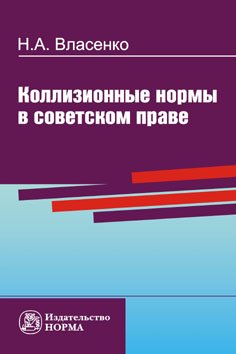 Н.А. Власенко
Коллизионные нормы
в советском праве
Издательство
НОРМА